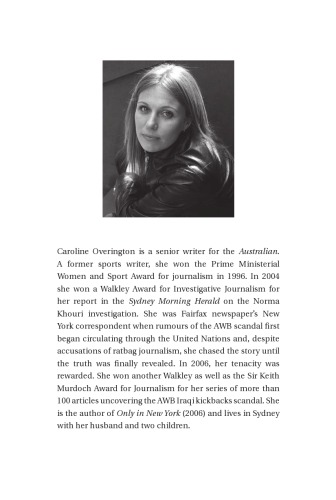 Caroline Overington is a senior writer for the Australian.
A former sports writer, she won the Prime Ministerial
Women and Sport Award for journalism in 1996. In 2004
she won a Walkley Award for Investigative Journalism for
her report in the Sydney Morning Herald on the Norma
Khouri investigation. She was Fairfax newspaper's New
York correspondent when rumours of the AWB scandal first
began circulating through the United Nations and, despite
accusations of ratbag journalism, she chased the story until
the truth was finally revealed. In 2006, her tenacity was
rewarded. She won another Walkley as well as the Sir Keith
Murdoch Award for Journalism for her series of more than
100 articles uncovering the AWB Iraqi kickbacks scandal. She
is the author of Only in New York (2006) and lives in Sydney
with her husband and two children.